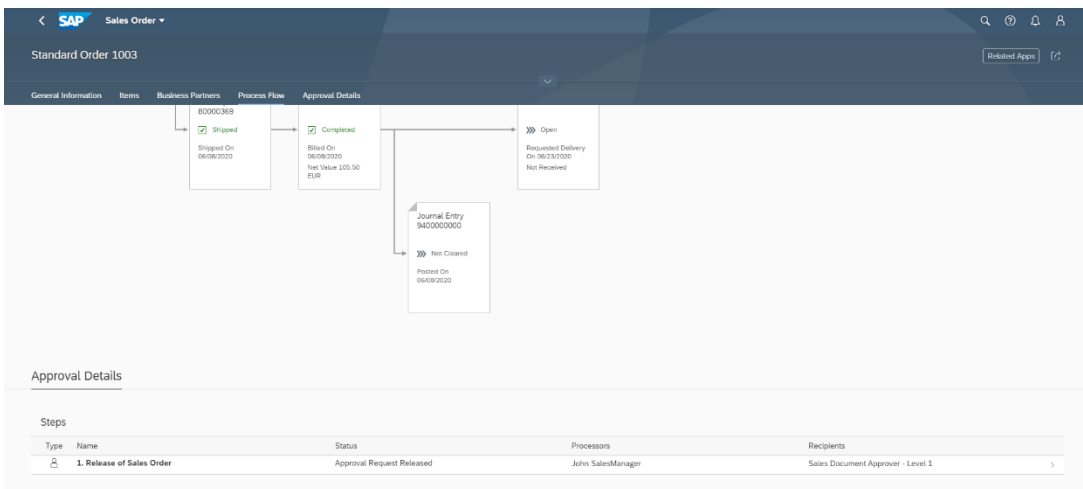 SAP Sales Order
Standard Order 1003
Related Apps
General Information Items Business Partners Process Flow Approval Details
80000369
Shipped
Shipped On
06/08/2020
Completed
Billed On
06/08/2020
Net Value 105.50
EUR
Open
Requested Delivery
On 06/23/2020
Not Received
Journal Entry
9400000000
Not Cleared
Posted On
06/08/2020
Approval Details
Steps
Type Name Status Processors Recipients
1. Release of Sales Order Approval Request Released John SalesManager Sales Document Approver - Level 1